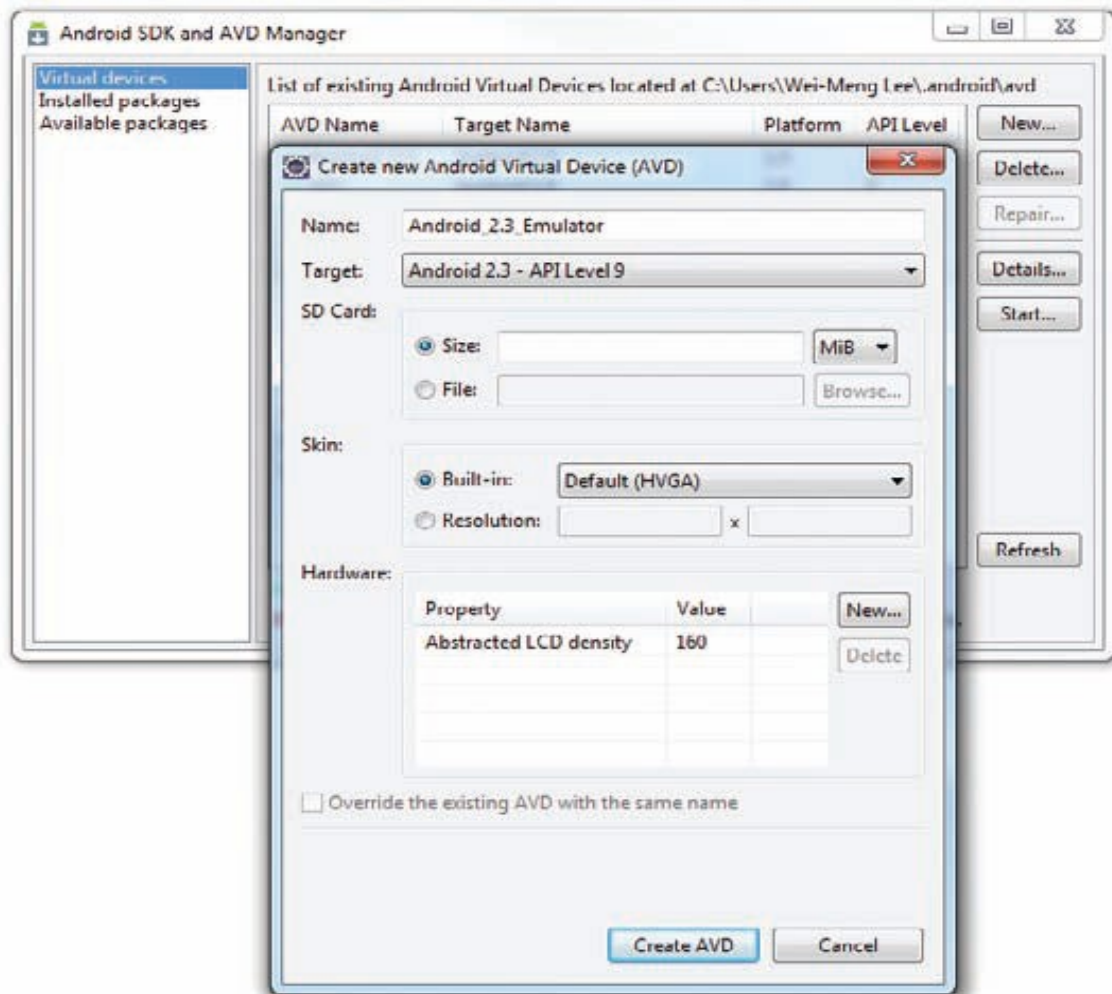 Android SDK and AVD Manager
Virtual devices
Installed packages
Available packages
List of existing Android Virtual Devices located at C:\Users\Wei-Meng Lee\.android\avd
AVD Name Target Name Platform API Level
New...
Delete...
Repair...
Details...
Start...
Refresh
Create new Android Virtual Device (AVD)
Name: Android_2.3_Emulator
Target: Android 2.3 - API Level 9
SD Card:
Size: MiB
File: Browse...
Skin:
Built-in: Default (HVGA)
Resolution: x
Hardware:
Property Value New...
Abstracted LCD density 160 Delete
Override the existing AVD with the same name
Create AVD Cancel